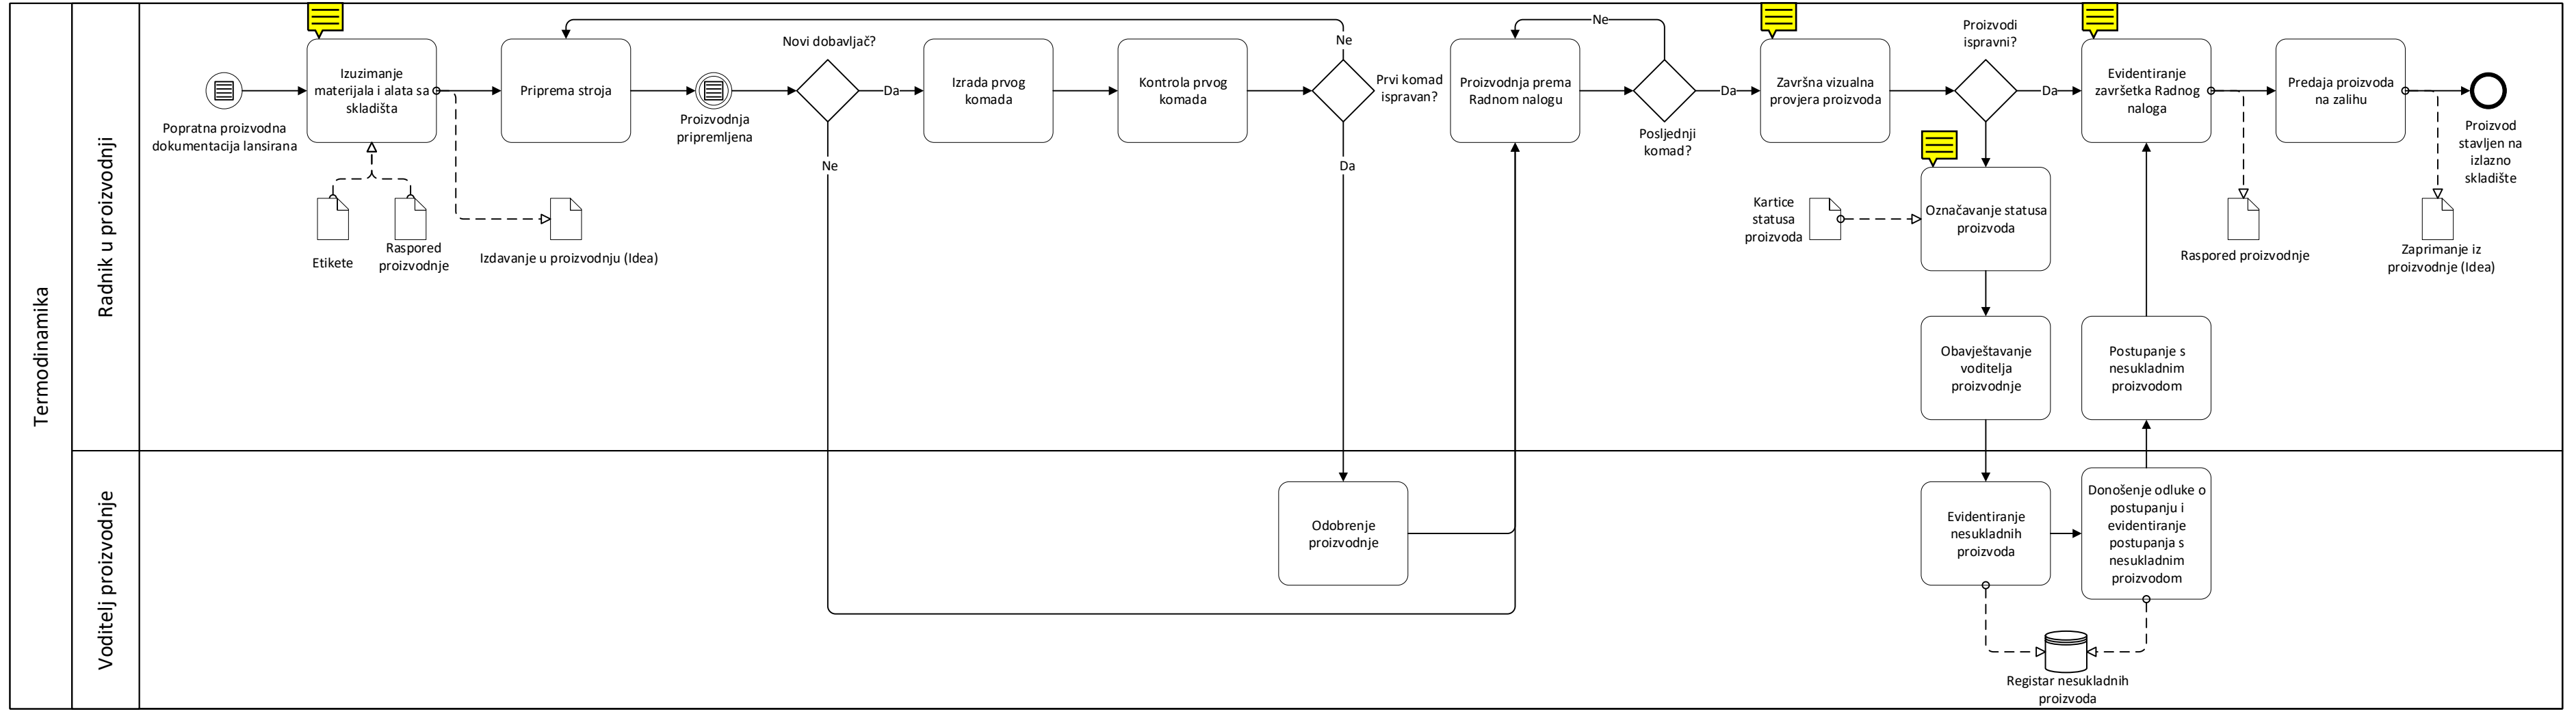 Termodinamika
Radnik u proizvodnji
Voditelj proizvodnje
Popratna proizvodna
dokumentacija lansirana
Izuzimanje
materijala i alata sa
skladišta
Etikete
Raspored
proizvodnje
Izdavanje u proizvodnju (Idea)
Priprema stroja
Proizvodnja
pripremljena
Novi dobavljač?
Da
Ne
Izrada prvog
komada
Kontrola prvog
komada
Ne
Prvi komad
ispravan?
Da
Odobrenje
proizvodnje
Proizvodnja prema
Radnom nalogu
Ne
Posljednji
komad?
Da
Završna vizualna
provjera proizvoda
Proizvodi
ispravni?
Da
Kartice
statusa
proizvoda
Označavanje statusa
proizvoda
Obavještavanje
voditelja
proizvodnje
Evidentiranje
nesukladnih
proizvoda
Donošenje odluke o
postupanju i
evidentiranje
postupanja s
nesukladnim
proizvodom
Registar nesukladnih
proizvoda
Postupanje s
nesukladnim
proizvodom
Evidentiranje
završetka Radnog
naloga
Raspored proizvodnje
Predaja proizvoda
na zalihu
Zaprimanje iz
proizvodnje (Idea)
Proizvod
stavljen na
izlazno
skladište